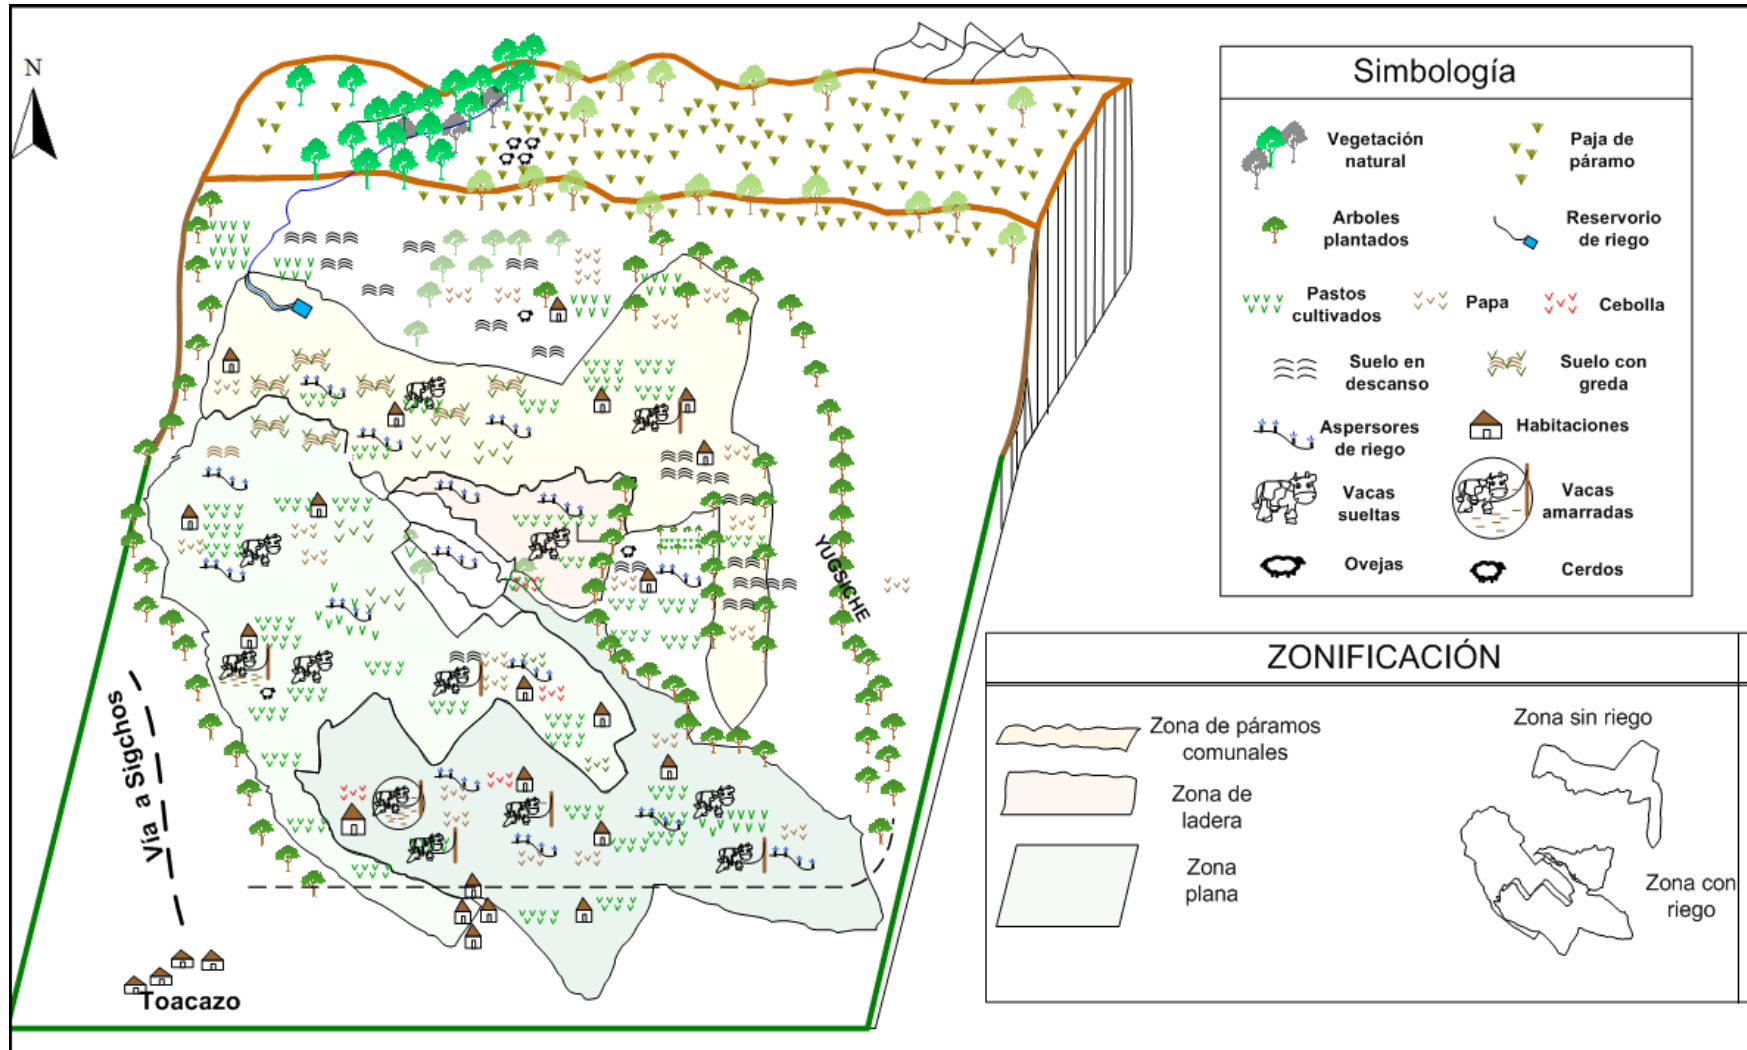 N
YUGSICHE
Vía a Sigchos
Toacazo
Simbología
Vegetación
natural
Paja de
páramo
Arboles
plantados
Reservorio
de riego
Pastos
cultivados
Papa
Cebolla
Suelo en
descanso
Suelo con
greda
Aspersores
de riego
Habitaciones
Vacas
sueltas
Vacas
amarradas
Ovejas
Cerdos
ZONIFICACIÓN
Zona de páramos
comunales
Zona de
ladera
Zona
plana
Zona sin riego
Zona con
riego